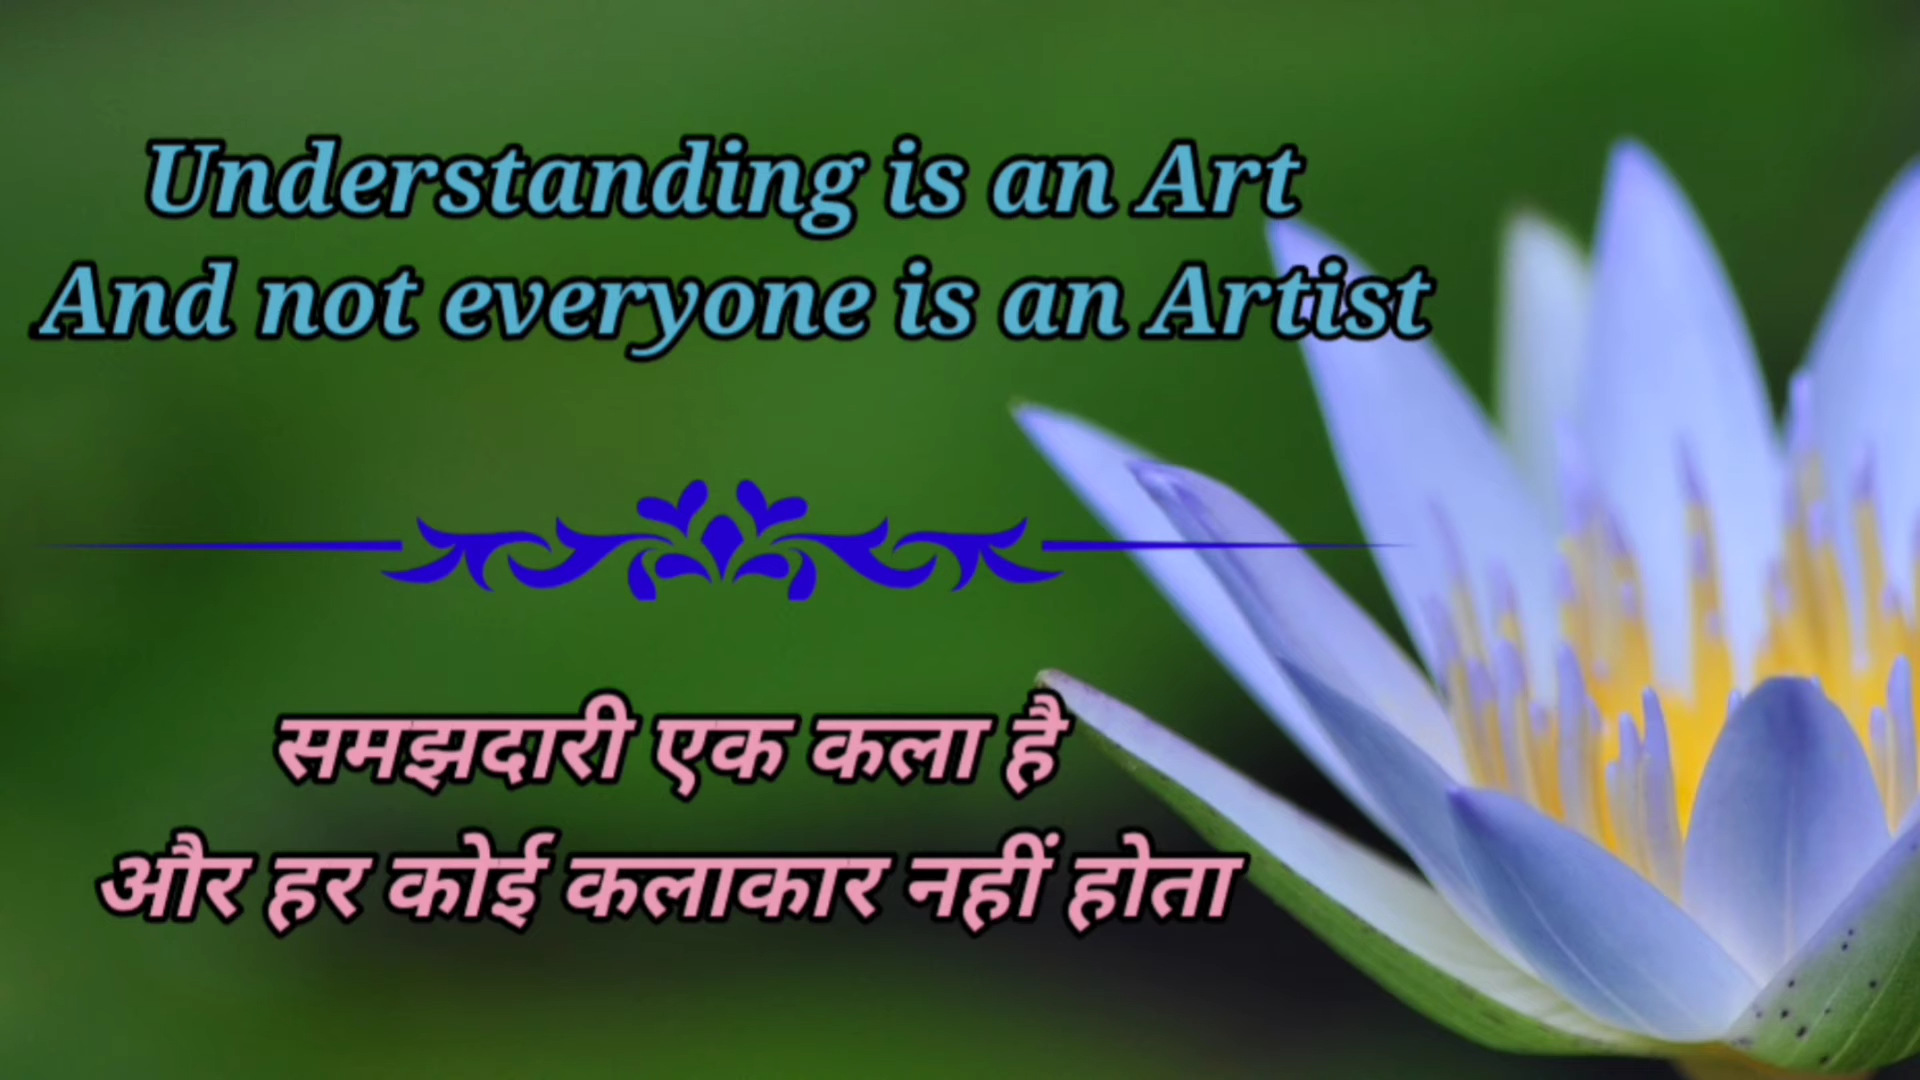 Understanding is an Art
And not everyone is an Artist
समझदारी एक कला है
और हर कोई कलाकार नहीं होता